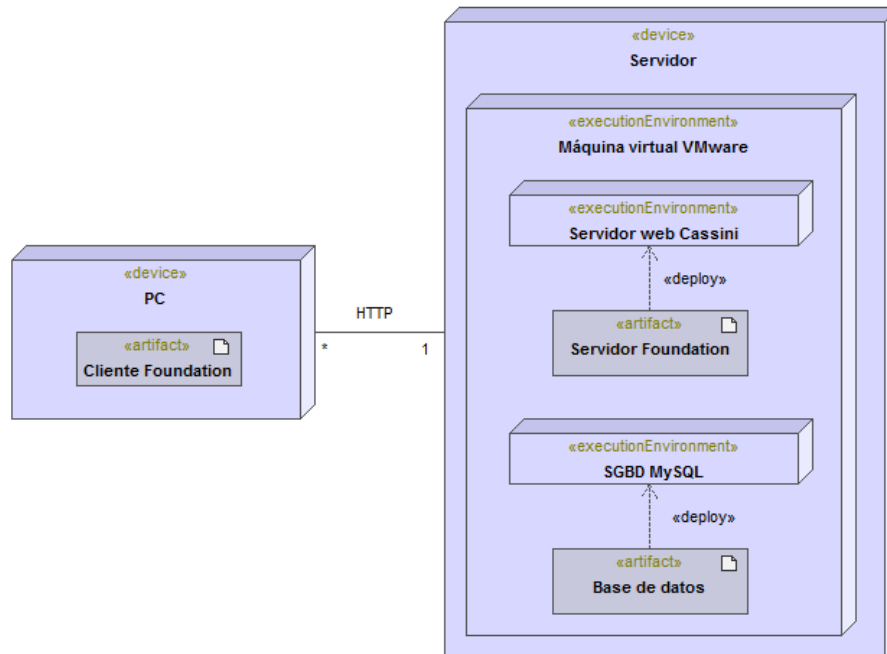 «device»
Servidor
«executionEnvironment»
Máquina virtual VMware
«executionEnvironment»
Servidor web Cassini
«deploy»
«artifact»
Servidor Foundation
«device»
PC
«artifact»
Cliente Foundation
HTTP
*
1
«executionEnvironment»
SGBD MySQL
«deploy»
«artifact»
Base de datos